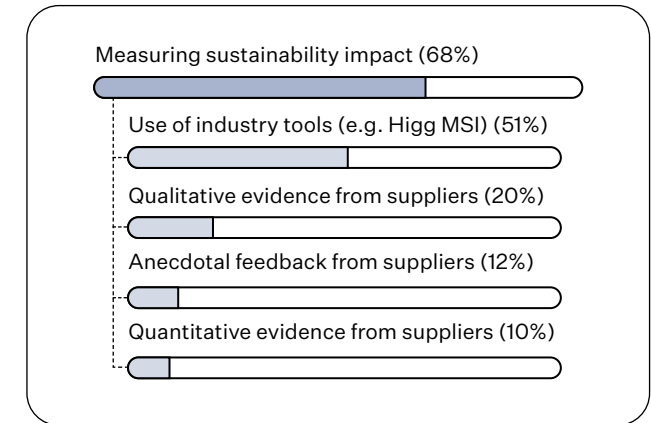 Measuring sustainability impact (68%)
Use of industry tools (e.g. Higg MSI) (51%)
Qualitative evidence from suppliers (20%)
Anecdotal feedback from suppliers (12%)
Quantitative evidence from suppliers (10%)